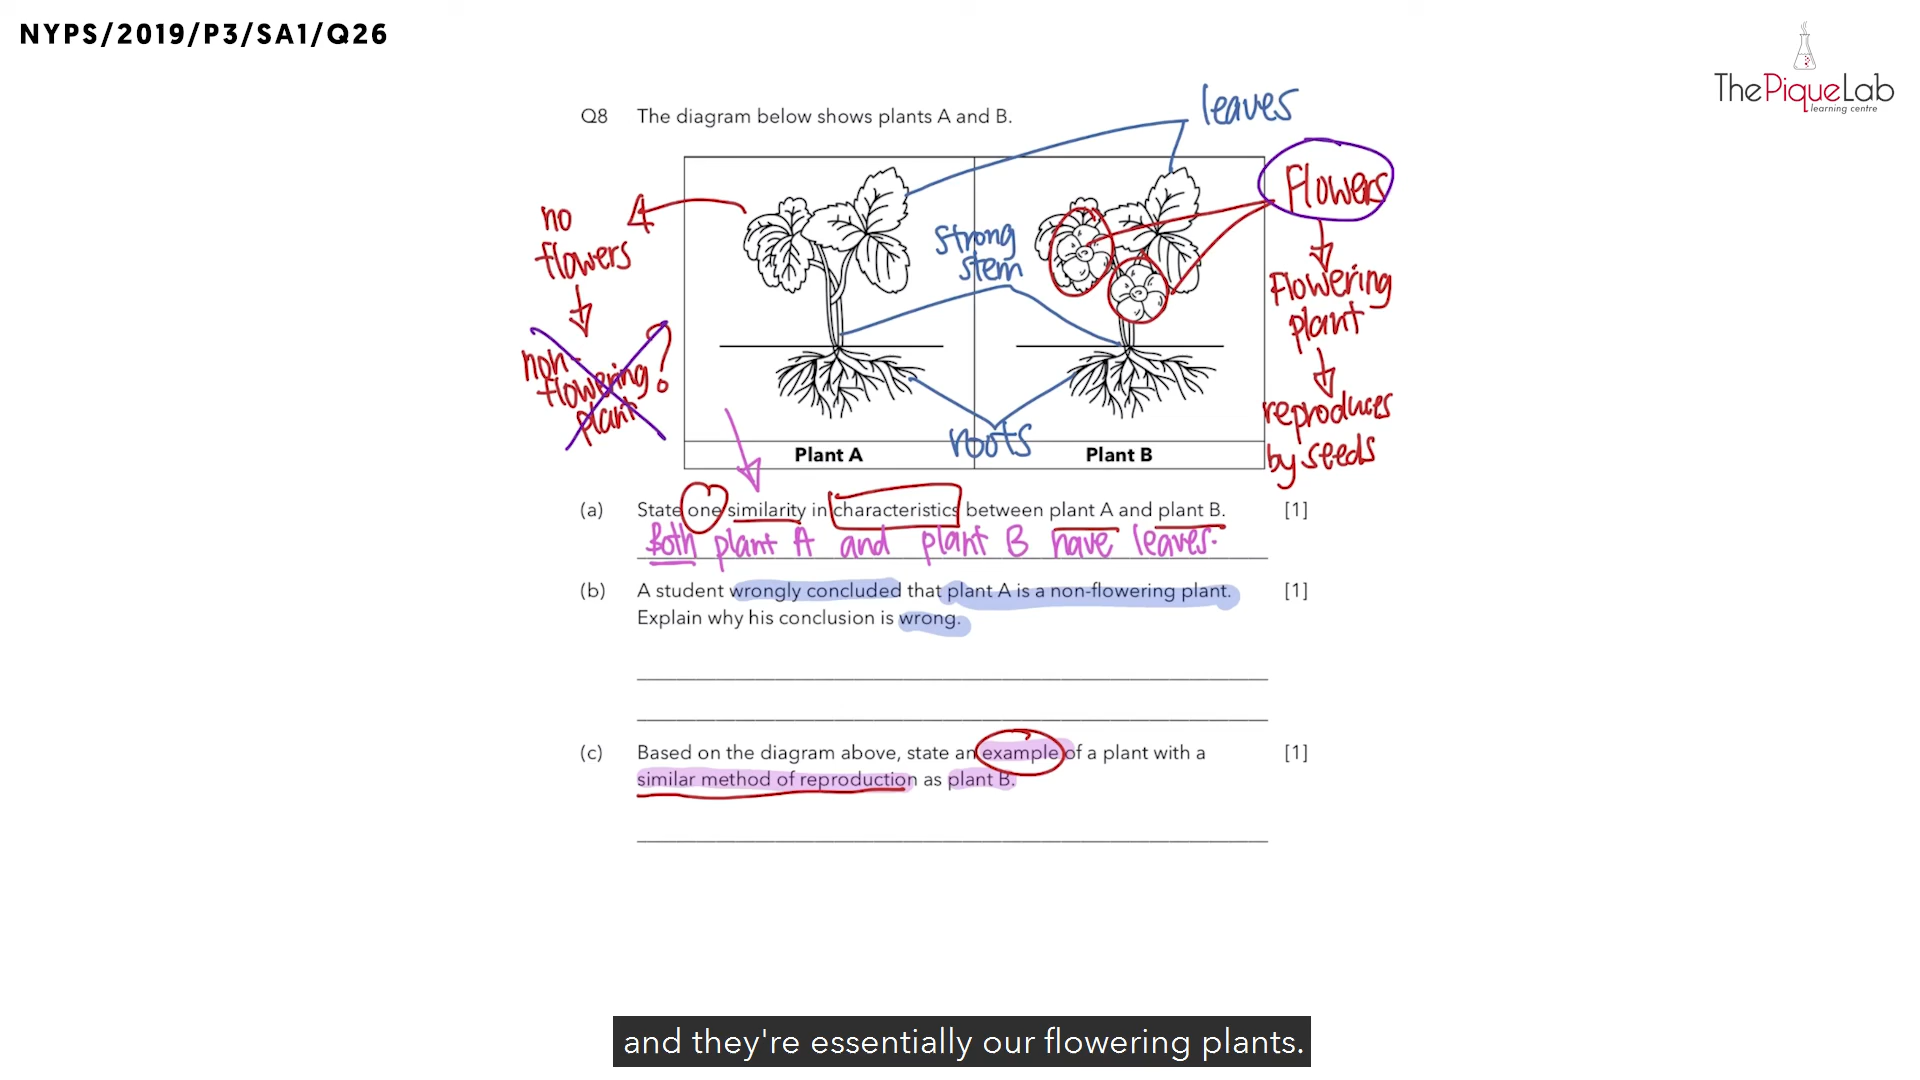 NYPS/2019/P3/SA1/Q26
ThePiqueLab
learning centre
Q8 The diagram below shows plants A and B.
leaves
Flowers
no
flowers
strong
stem
Flowering
plant
non-
flowering?
plant
reproduces
by seeds
roots
Plant A Plant B
(a) State one similarity in characteristics between plant A and plant B. [1]
Both plant A and plant B have leaves.
(b) A student wrongly concluded that plant A is a non-flowering plant. [1]
Explain why his conclusion is wrong.
(c) Based on the diagram above, state an example of a plant with a [1]
similar method of reproduction as plant B.
and they're essentially our flowering plants.